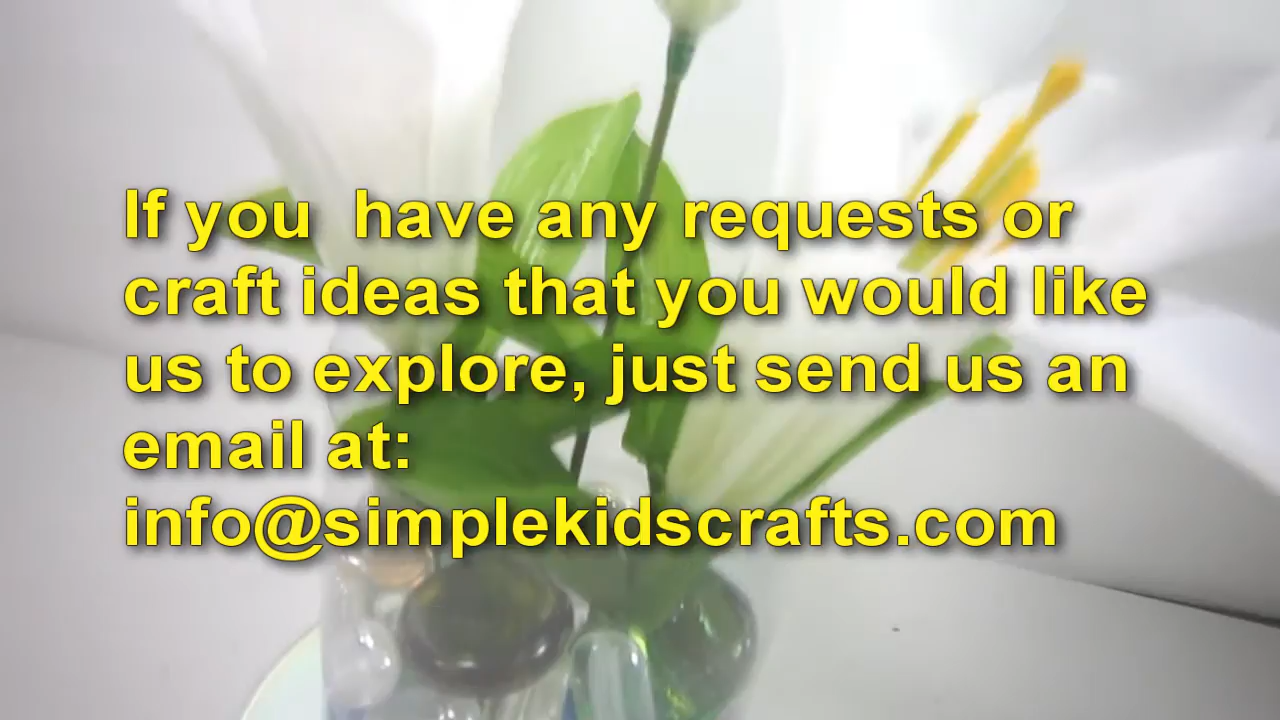 If you  have any requests or
craft ideas that you would like
us to explore, just send us an
email at:
info@simplekidscrafts.com